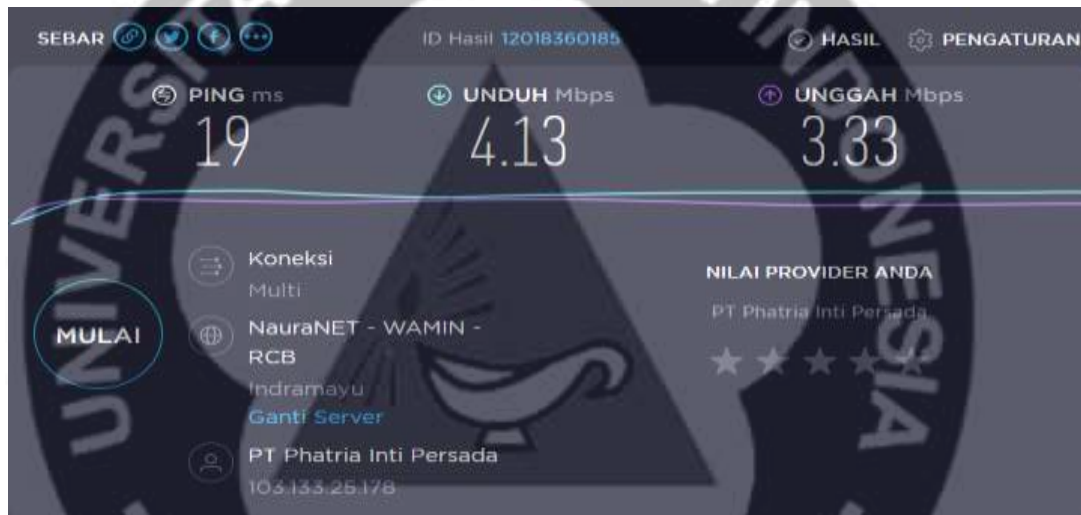 SEBAR
ID Hasil 12018360185
HASIL
PENGATURAN
PING ms
19
UNDUH Mbps
4.13
UNGGAH Mbps
3.33
MULAI
Koneksi
Multi
NauraNET - WAMIN -
RCB
Indramayu
Ganti Server
PT Phatria Inti Persada
103.133.25.178
NILAI PROVIDER ANDA
PT Phatria Inti Persada
UNIVERSITA
INDONESIA